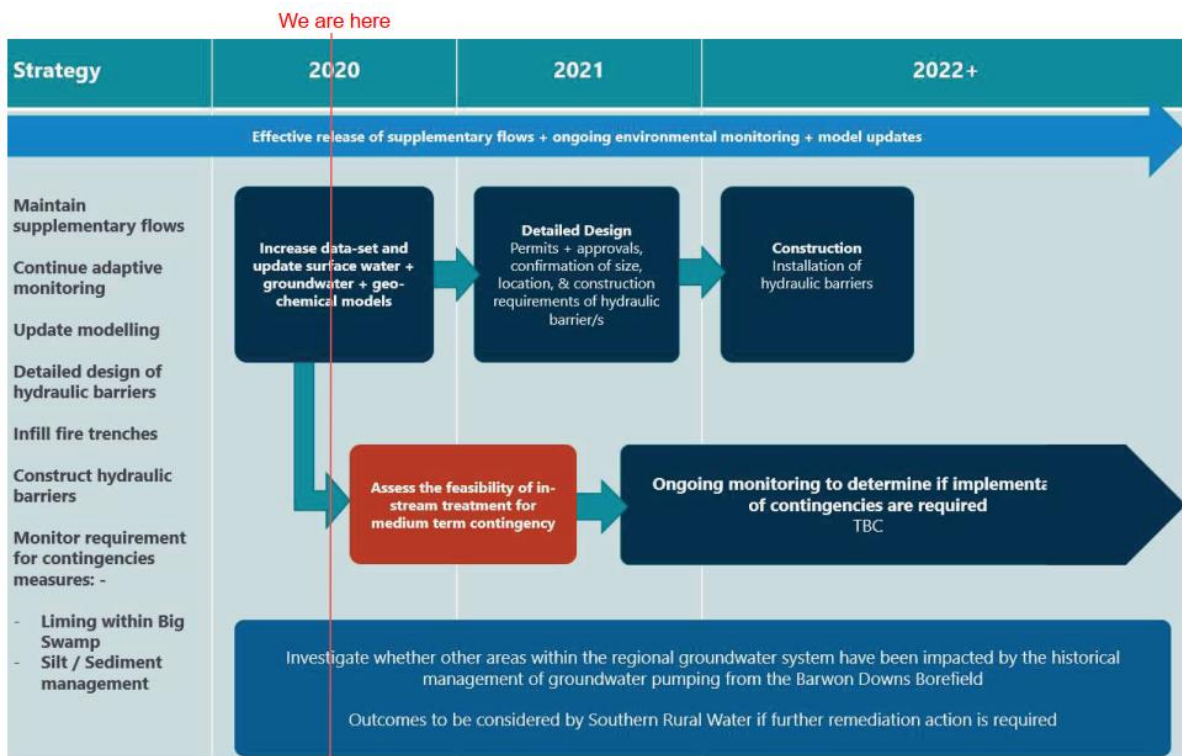 We are here
Strategy
2020
2021
2022+
Effective release of supplementary flows + ongoing environmental monitoring + model updates
Maintain
supplementary flows
Continue adaptive
monitoring
Update modelling
Detailed design of
hydraulic barriers
Infill fire trenches
Construct hydraulic
barriers
Monitor requirement
for contingencies
measures: -
- Liming within Big
Swamp
- Silt / Sediment
management
Increase data-set and
update surface water +
groundwater + geo-
chemical models
Detailed Design
Permits + approvals,
confirmation of size,
location, & construction
requirements of hydraulic
barrier/s
Construction
Installation of
hydraulic barriers
Assess the feasibility of in-
stream treatment for
medium term contingency
Ongoing monitoring to determine if implementa
of contingencies are required
TBC
Investigate whether other areas within the regional groundwater system have been impacted by the historical
management of groundwater pumping from the Barwon Downs Borefield
Outcomes to be considered by Southern Rural Water if further remediation action is required